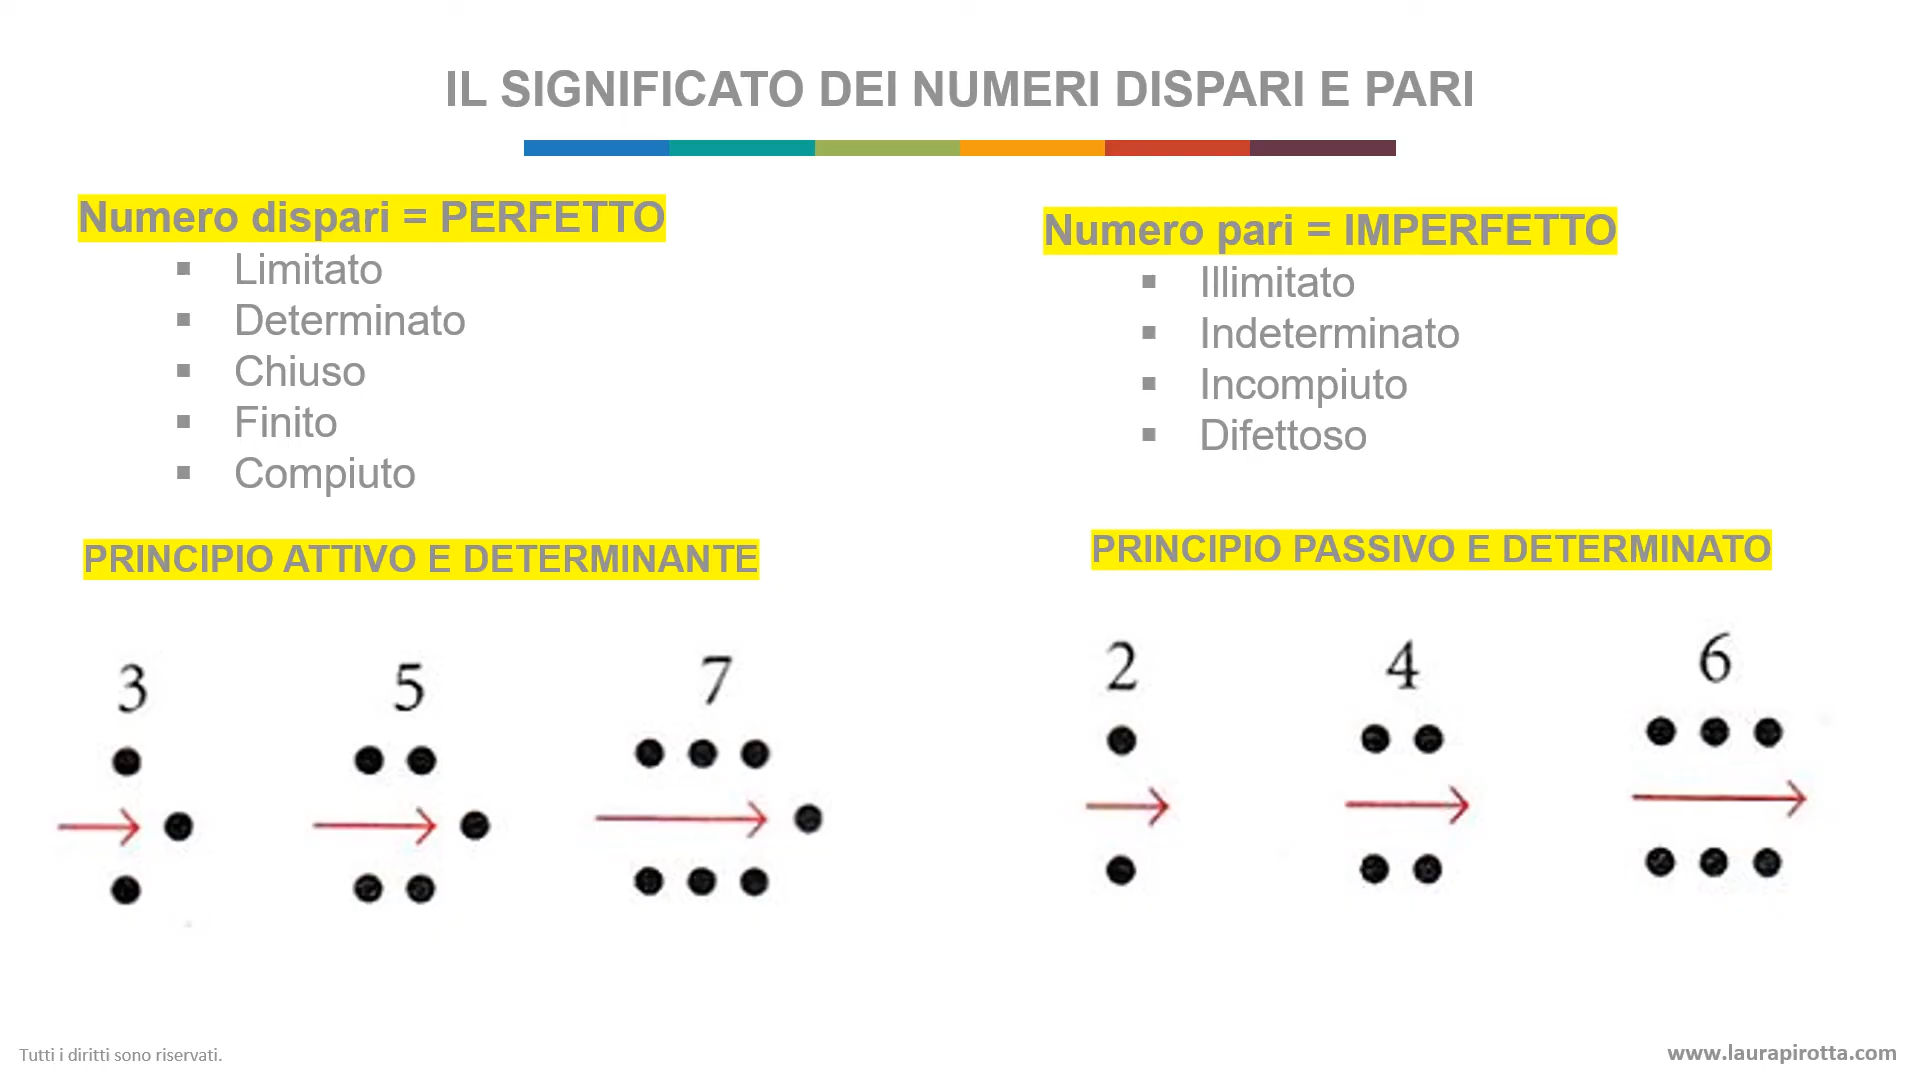 IL SIGNIFICATO DEI NUMERI DISPARI E PARI
Numero dispari = PERFETTO
▪ Limitato
▪ Determinato
▪ Chiuso
▪ Finito
▪ Compiuto
PRINCIPIO ATTIVO E DETERMINANTE
3 5 7
Numero pari = IMPERFETTO
▪ Illimitato
▪ Indeterminato
▪ Incompiuto
▪ Difettoso
PRINCIPIO PASSIVO E DETERMINATO
2 4 6
Tutti i diritti sono riservati.
www.laurapirotta.com